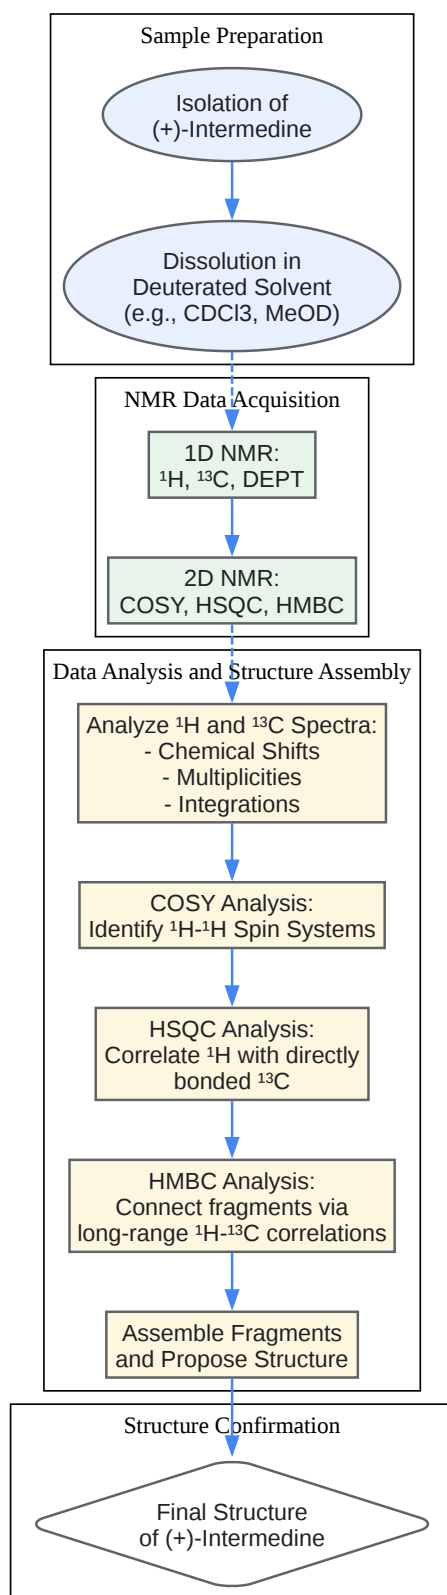 Sample Preparation
Isolation of
(+)-Intermedine
Dissolution in
Deuterated Solvent
(e.g., CDCl3, MeOD)
NMR Data Acquisition
1D NMR:
¹H, ¹³C, DEPT
2D NMR:
COSY, HSQC, HMBC
Data Analysis and Structure Assembly
Analyze ¹H and ¹³C Spectra:
- Chemical Shifts
- Multiplicities
- Integrations
COSY Analysis:
Identify ¹H-¹H Spin Systems
HSQC Analysis:
Correlate ¹H with directly
bonded ¹³C
HMBC Analysis:
Connect fragments via
long-range ¹H-¹³C correlations
Assemble Fragments
and Propose Structure
Structure Confirmation
Final Structure
of (+)-Intermedine